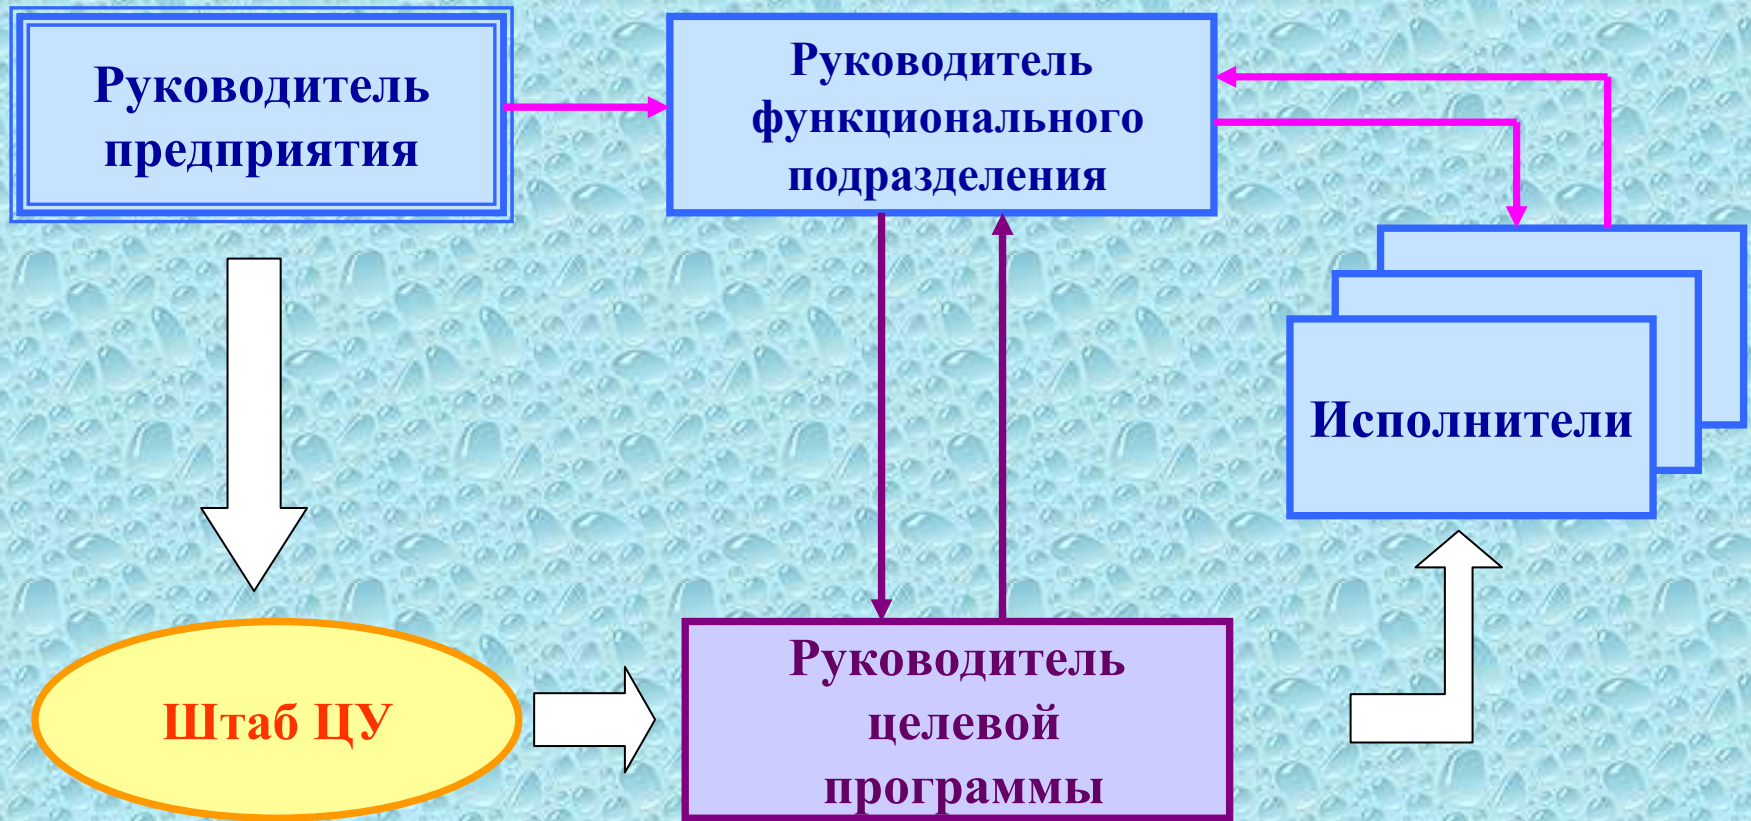 Руководитель
предприятия
Руководитель
функционального
подразделения
Исполнители
Штаб ЦУ
Руководитель
целевой
программы